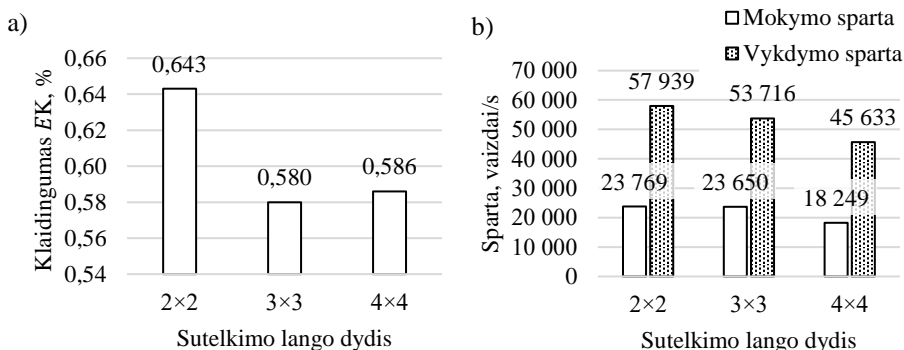 a)
Klaidingumas EK, %
0,66
0,64
0,62
0,60
0,58
0,56
0,54
0,643
0,580
0,586
2×2 3×3 4×4
Sutelkimo lango dydis
b)
Mokymo sparta
Vykdymo sparta
Sparta, vaizdai/s
70 000
60 000
50 000
40 000
30 000
20 000
10 000
0
57 939
53 716
45 633
23 769
23 650
18 249
2×2 3×3 4×4
Sutelkimo lango dydis